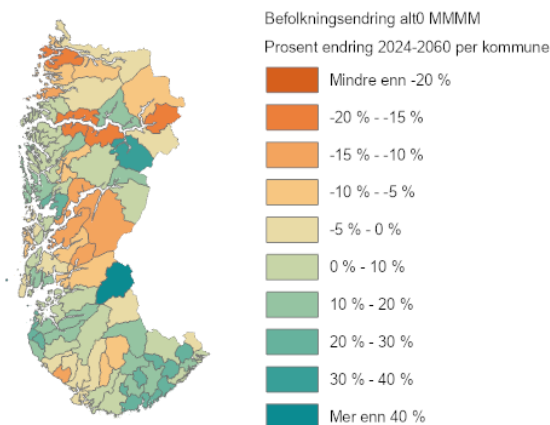 Befolkningsendring alt0 MMMM
Prosent endring 2024-2060 per kommune
Mindre enn -20 %
-20 % - -15 %
-15 % - -10 %
-10 % - -5 %
-5 % - 0 %
0 % - 10 %
10 % - 20 %
20 % - 30 %
30 % - 40 %
Mer enn 40 %